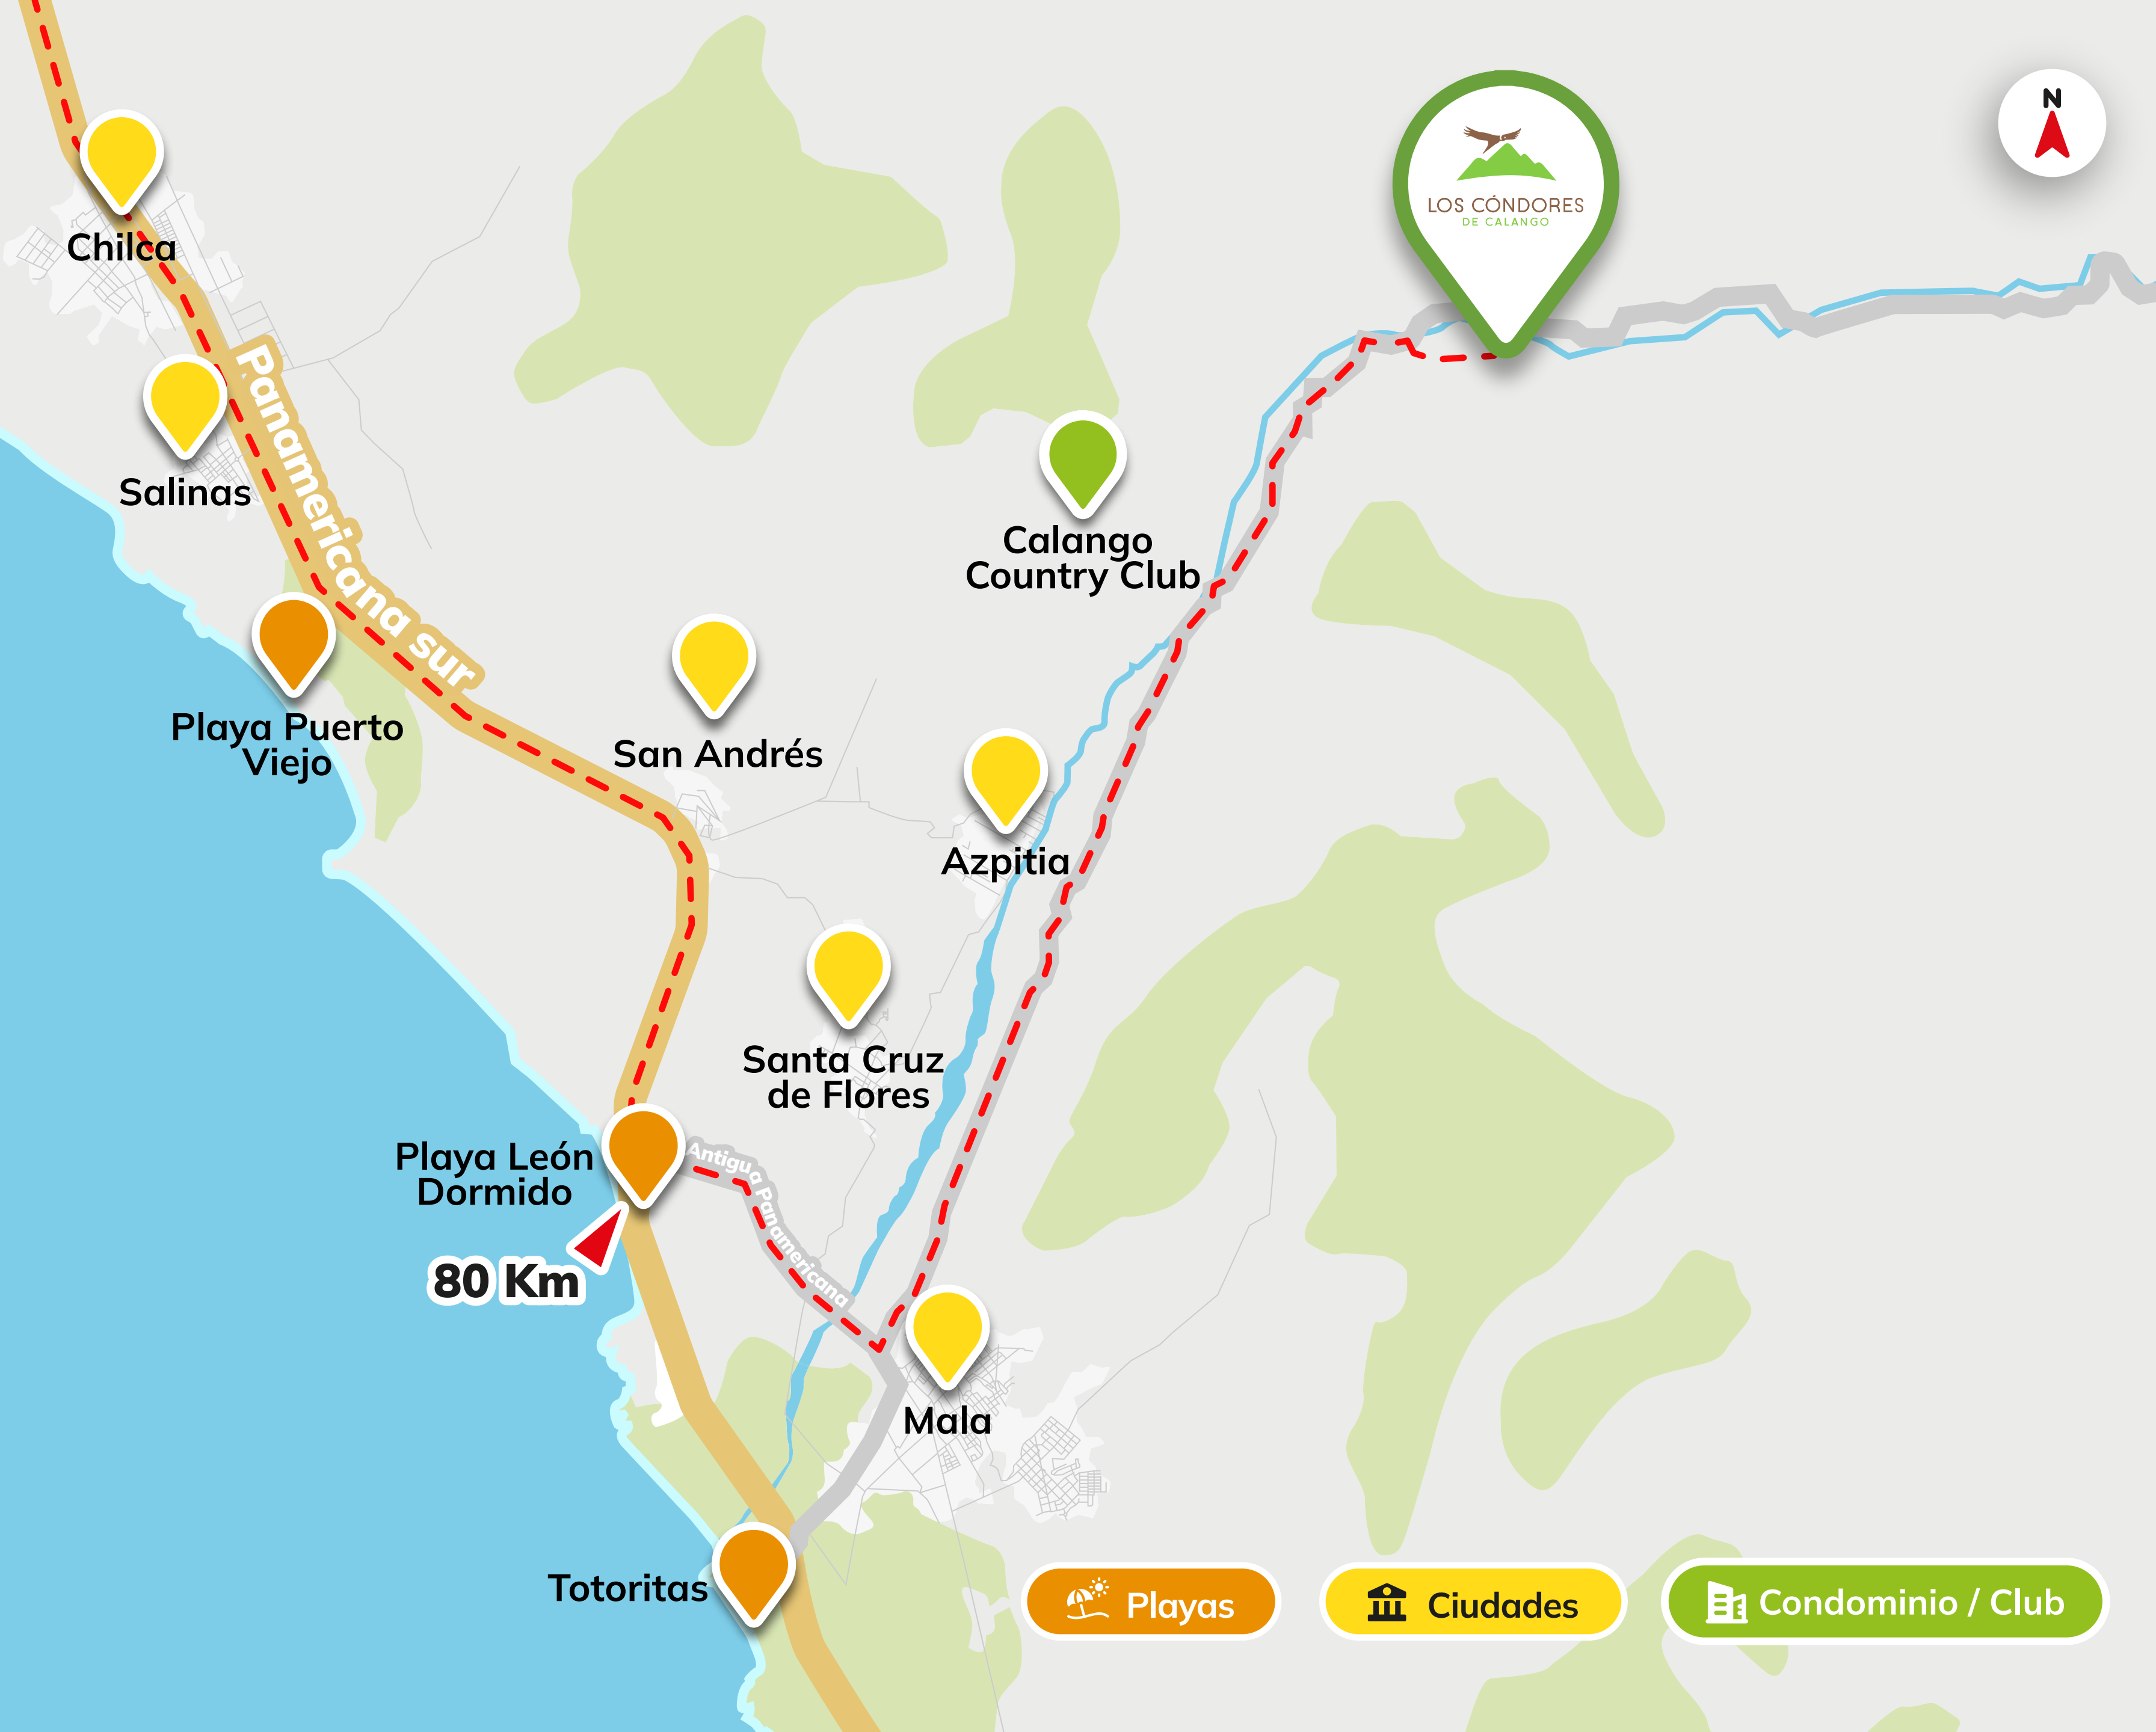 N
LOS CÓNDORES
DE CALANGO
Chilca
Panamericana sur
Salinas
Calango
Country Club
Playa Puerto
Viejo
San Andrés
Azpitia
Santa Cruz
de Flores
Playa León
Dormido
Antigua Panamericana
80 Km
Mala
Totoritas
Playas
Ciudades
Condominio / Club